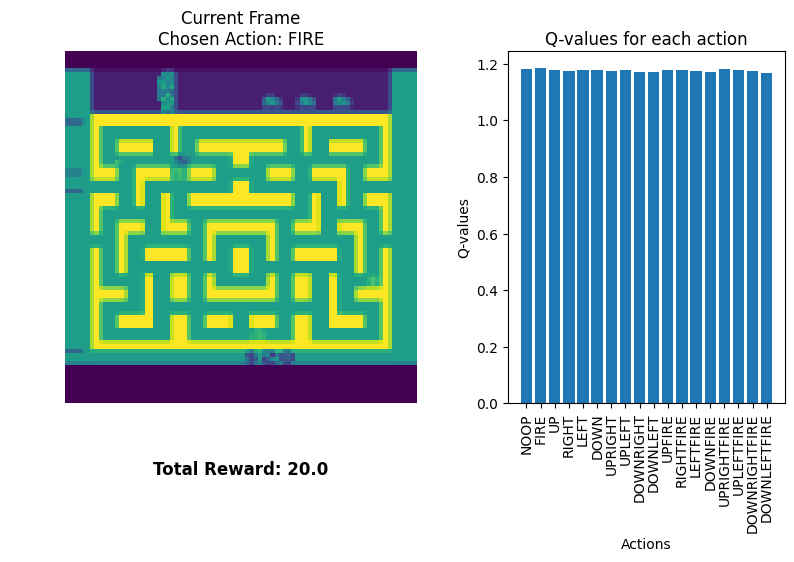 Current Frame
Chosen Action: FIRE
Total Reward: 20.0
Q-values for each action
Q-values
1.2
1.0
0.8
0.6
0.4
0.2
0.0
NOOP
FIRE
UP
RIGHT
LEFT
DOWN
UPRIGHT
UPLEFT
DOWNRIGHT
DOWNLEFT
UPFIRE
RIGHTFIRE
LEFTFIRE
DOWNFIRE
UPRIGHTFIRE
UPLEFTFIRE
DOWNRIGHTFIRE
DOWNLEFTFIRE
Actions